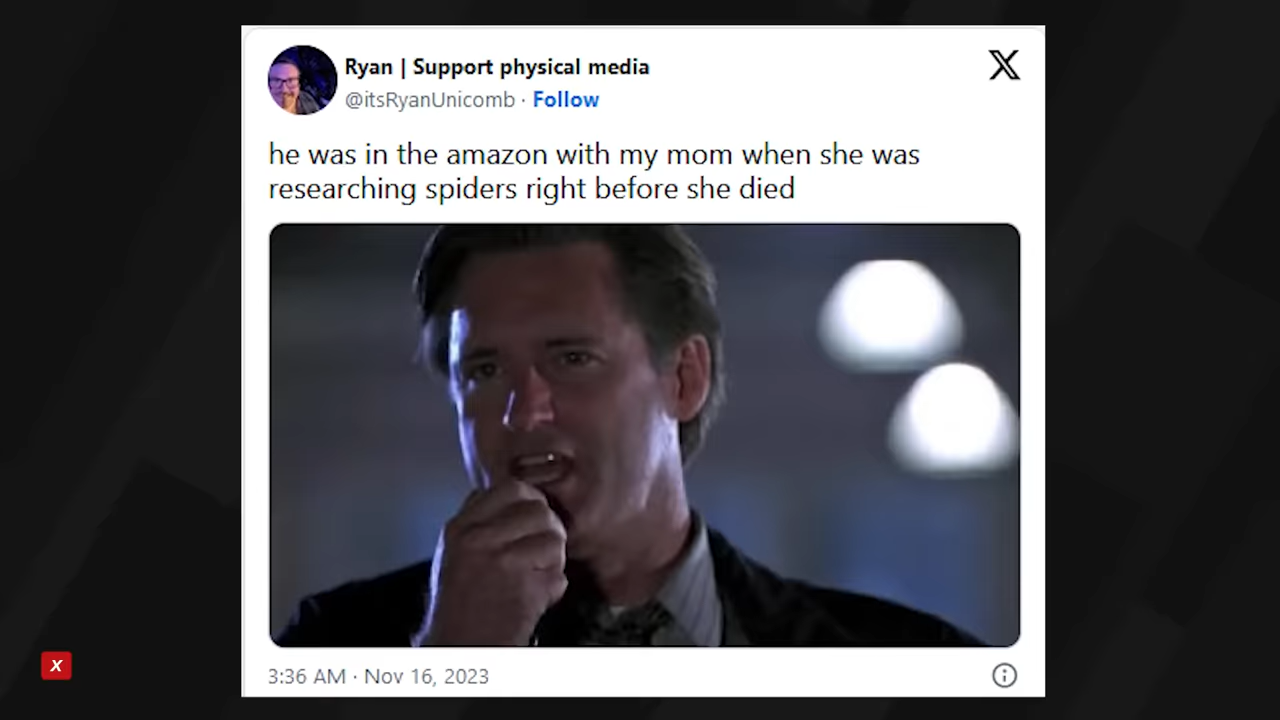 Ryan | Support physical media
@itsRyanUnicomb · Follow
he was in the amazon with my mom when she was
researching spiders right before she died
3:36 AM · Nov 16, 2023
X